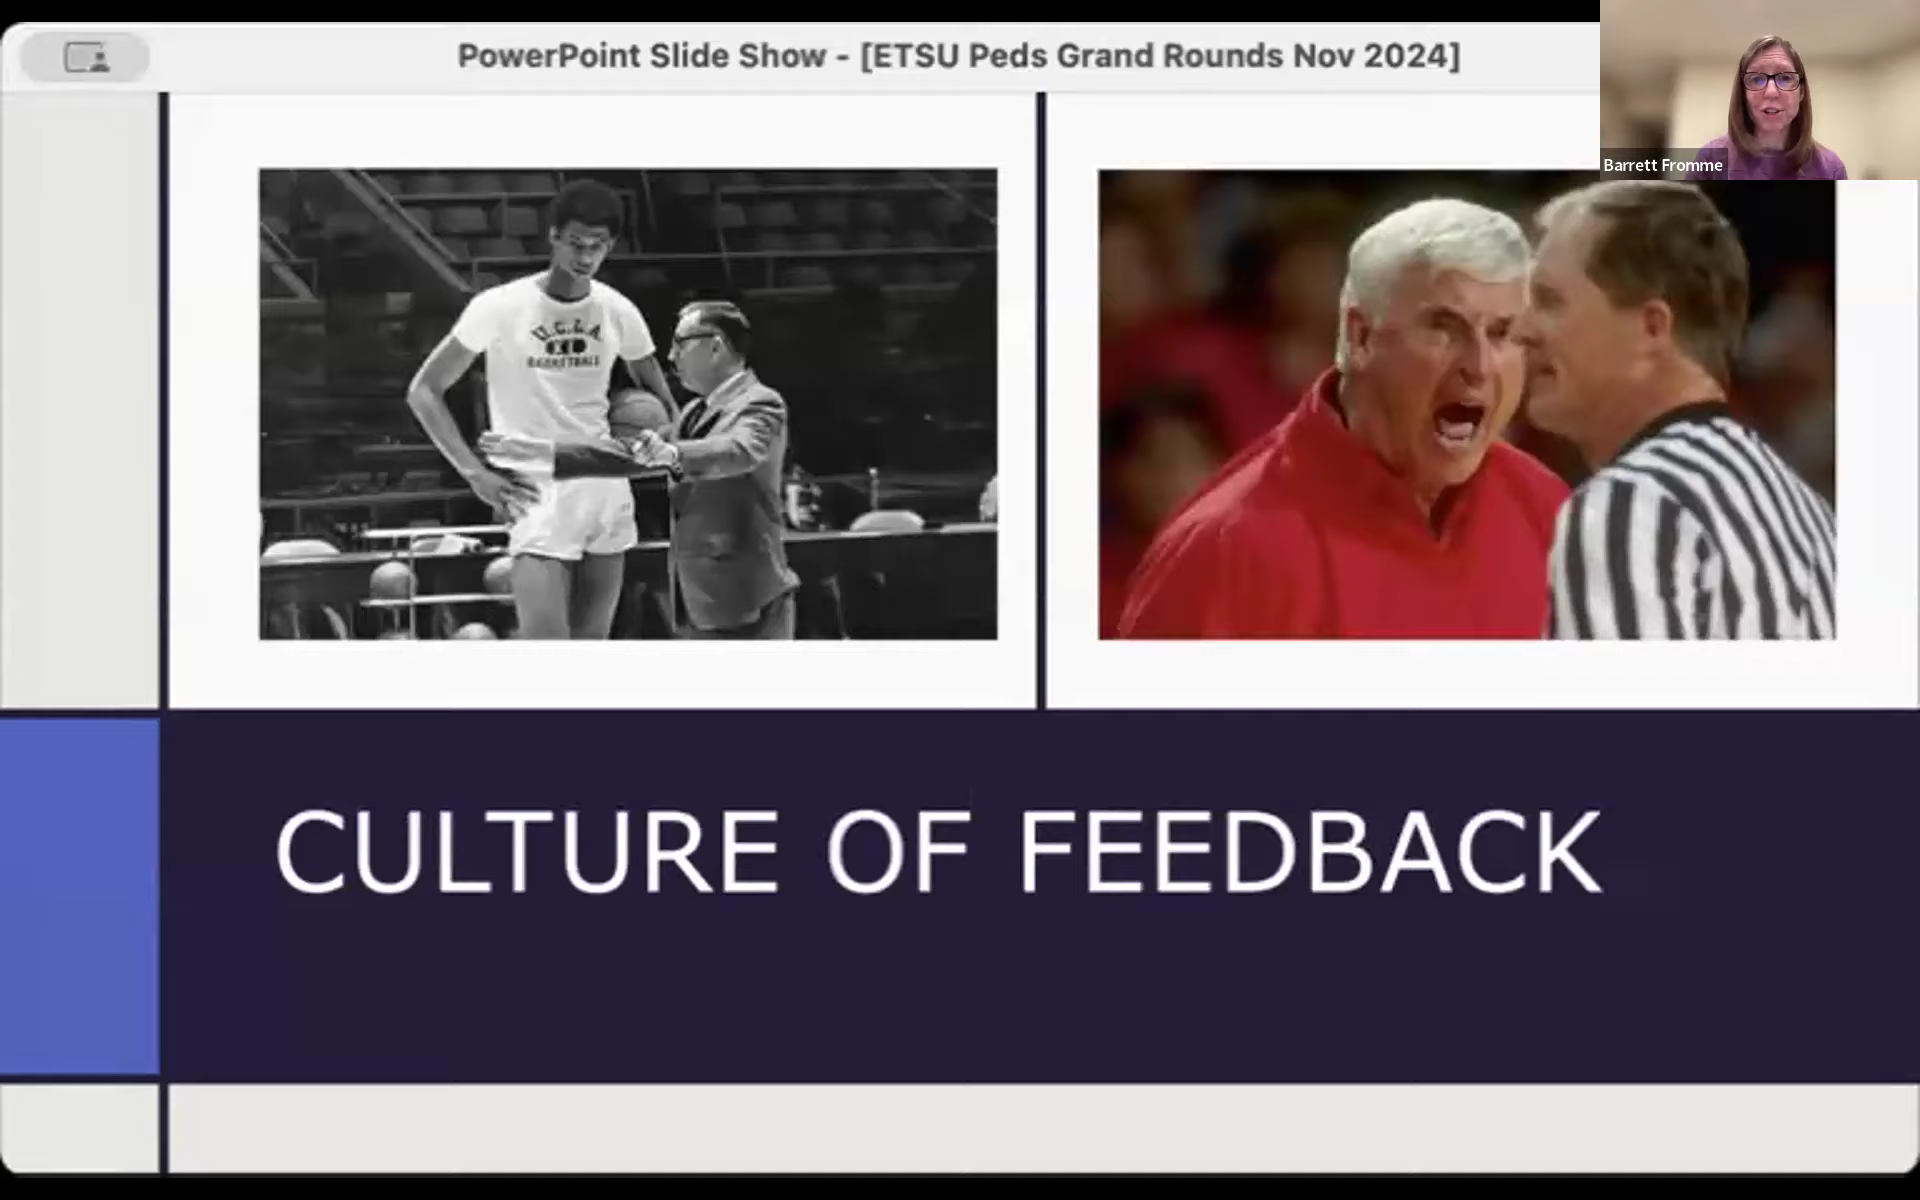 PowerPoint Slide Show - [ETSU Peds Grand Rounds Nov 2024]
Barrett Fromme
U.C.L.A
BASKETBALL
CULTURE OF FEEDBACK